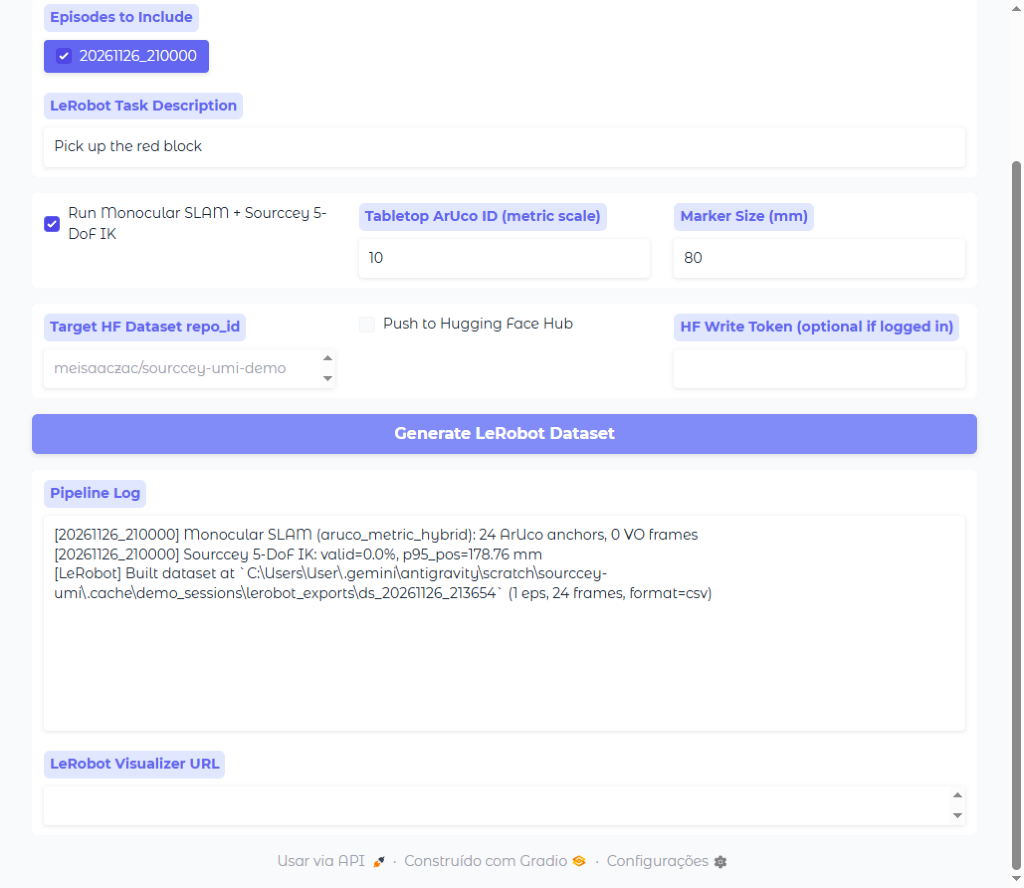 Episodes to Include
20261126_210000
LeRobot Task Description
Pick up the red block
Run Monocular SLAM + Sourccey 5-
DoF IK
Tabletop ArUco ID (metric scale)
10
Marker Size (mm)
80
Target HF Dataset repo_id
meisaaczac/sourccey-umi-demo
Push to Hugging Face Hub
HF Write Token (optional if logged in)
Generate LeRobot Dataset
Pipeline Log
[20261126_210000] Monocular SLAM (aruco_metric_hybrid): 24 ArUco anchors, 0 VO frames
[20261126_210000] Sourccey 5-DoF IK: valid=0.0%, p95_pos=178.76 mm
[LeRobot] Built dataset at `C:\Users\User\.gemini\antigravity\scratch\sourccey-
umi\.cache\demo_sessions\lerobot_exports\ds_20261126_213654` (1 eps, 24 frames, format=csv)
LeRobot Visualizer URL
Usar via API · Construído com Gradio · Configurações